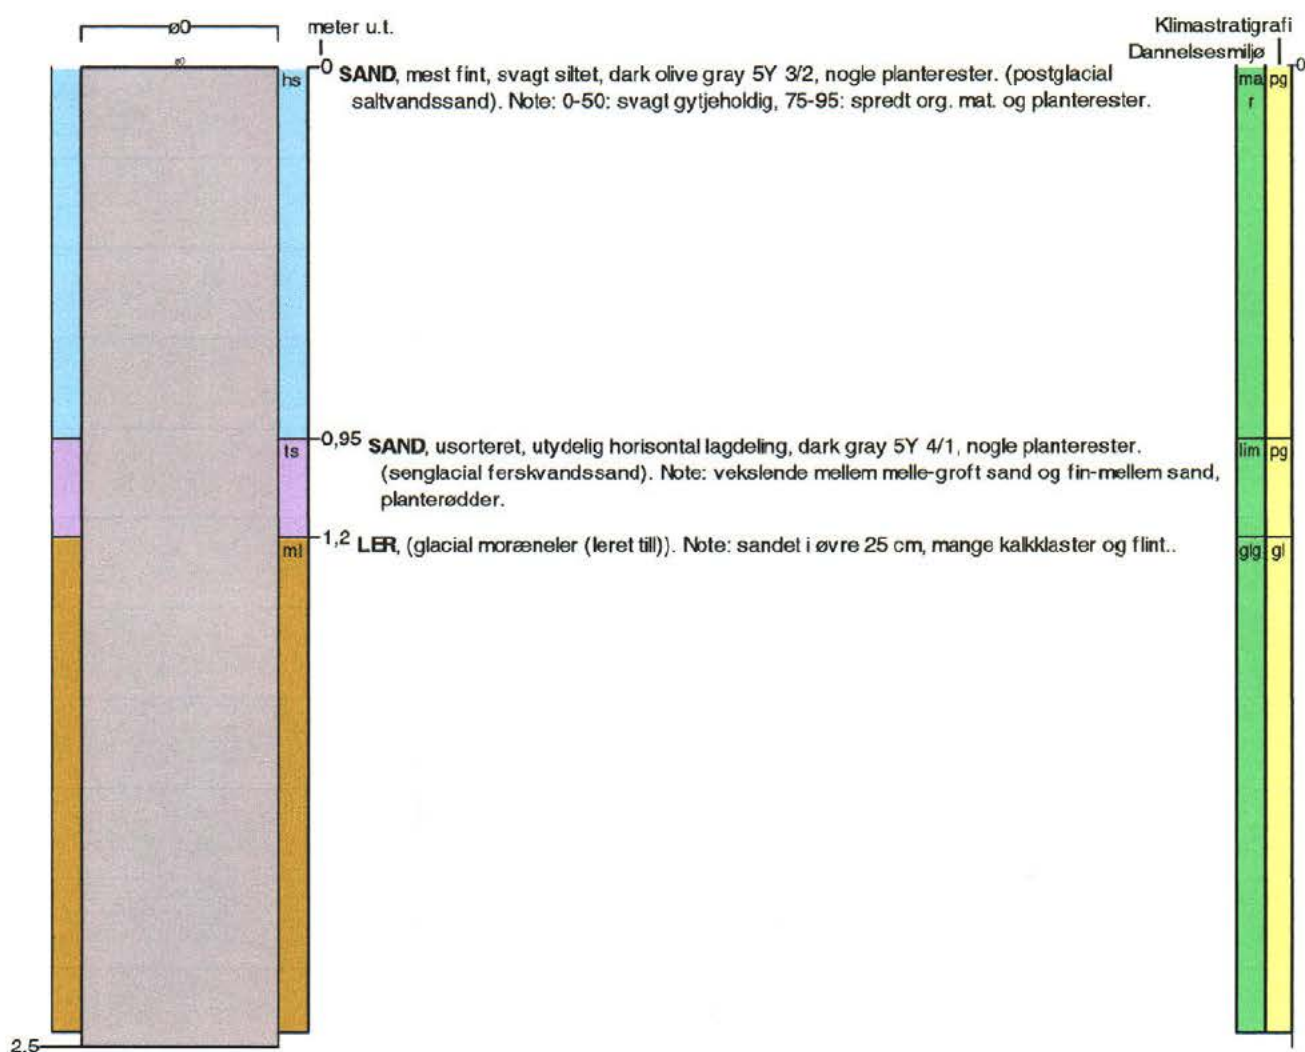 ø0
meter u.t.
Klimastratigrafi
Dannelsesmiljø
ø0
hs
0 SAND, mest fint, svagt siltet, dark olive gray 5Y 3/2, nogle planterester. (postglacial
saltvandssand). Note: 0-50: svagt gytjeholdig, 75-95: spredt org. mat. og planterester.
ma pg 0
r
0,95 SAND, usorteret, utydelig horisontal lagdeling, dark gray 5Y 4/1, nogle planterester.
ts
(senglacial ferskvandssand). Note: vekslende mellem melle-groft sand og fin-mellem sand,
planterødder.
lim pg
1,2 LER, (glacial moræneler (leret till)). Note: sandet i øvre 25 cm, mange kalkklaster og flint..
ml
glg gl
2.5